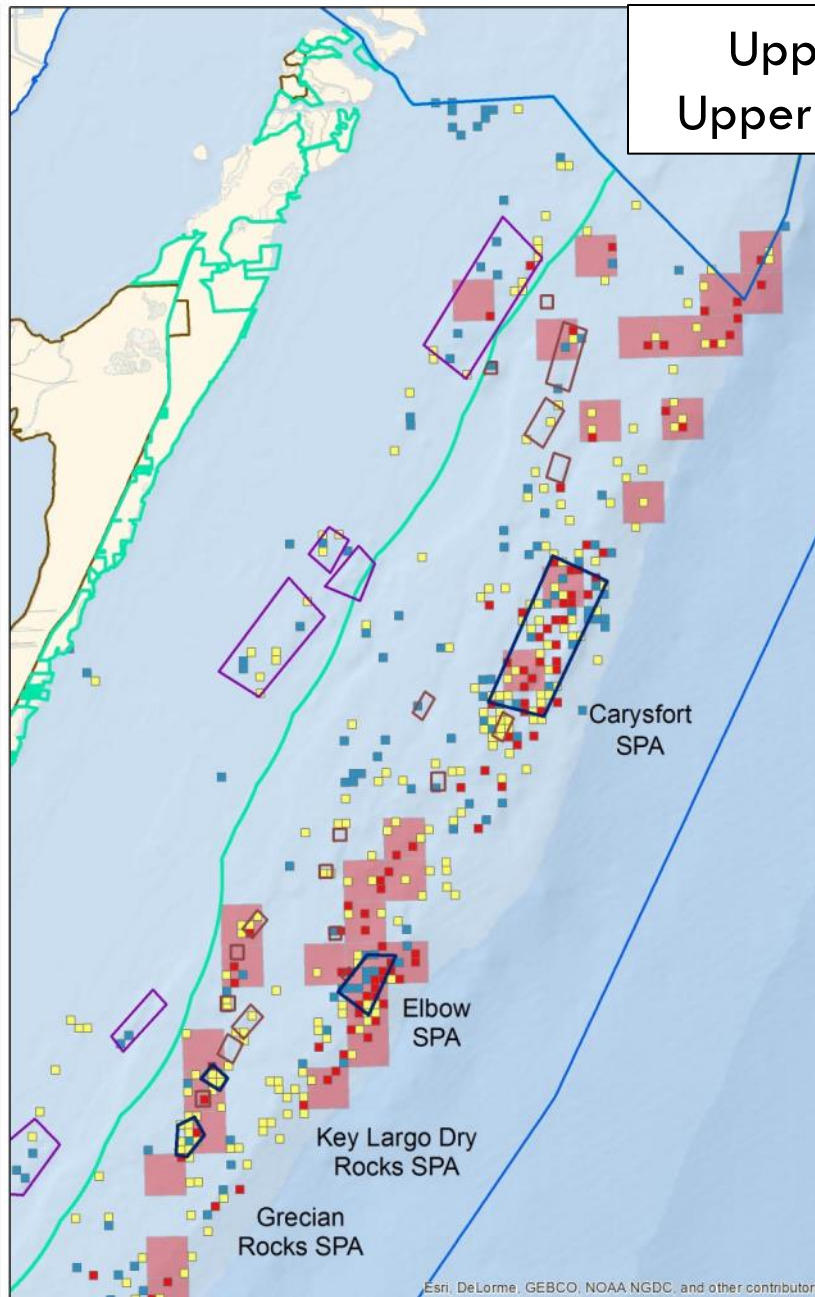 Upp
Upper
Carysfort
SPA
Elbow
SPA
Key Largo Dry
Rocks SPA
Grecian
Rocks SPA
Esri, DeLorme, GEBCO, NOAA NGDC, and other contributor